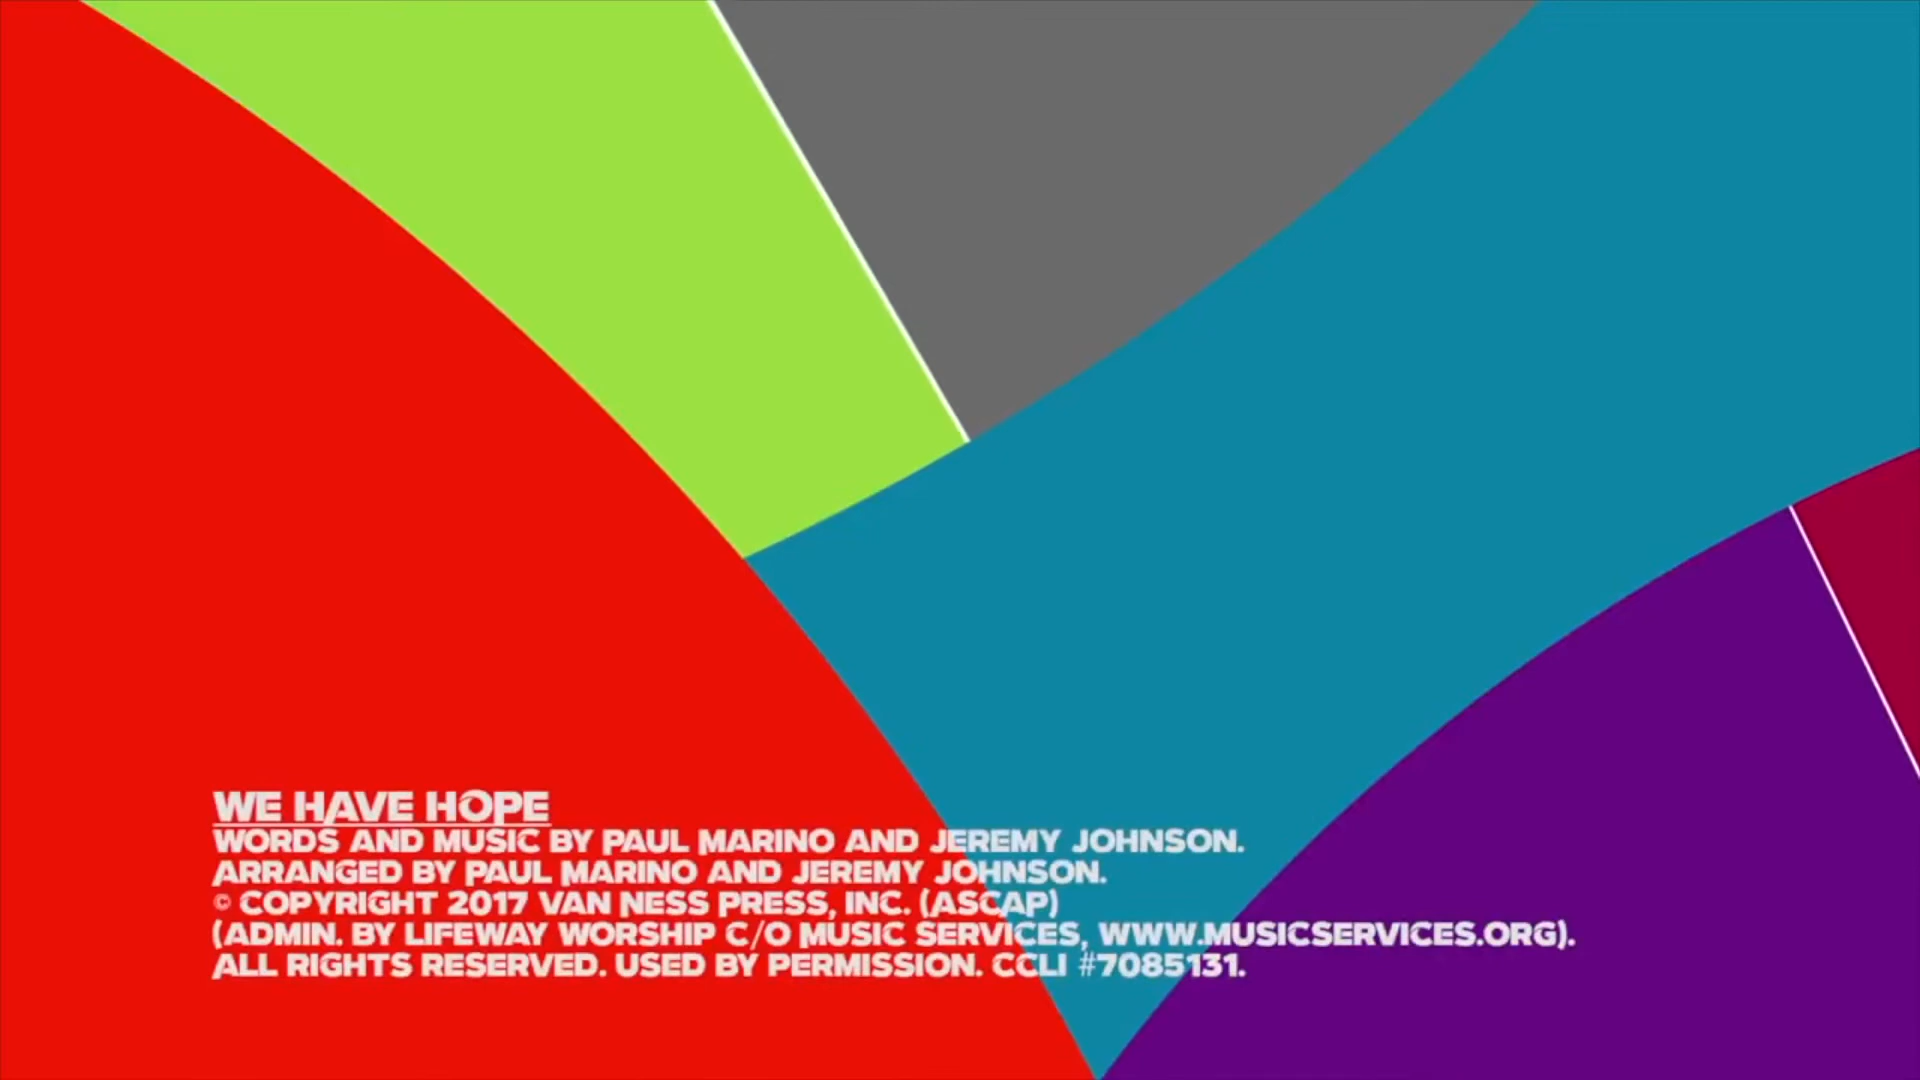 WE HAVE HOPE
WORDS AND MUSIC BY PAUL MARINO AND JEREMY JOHNSON.
ARRANGED BY PAUL MARINO AND JEREMY JOHNSON.
© COPYRIGHT 2017 VAN NESS PRESS, INC. (ASCAP)
(ADMIN. BY LIFEWAY WORSHIP C/O MUSIC SERVICES, WWW.MUSICSERVICES.ORG).
ALL RIGHTS RESERVED. USED BY PERMISSION. CCLI #7085131.